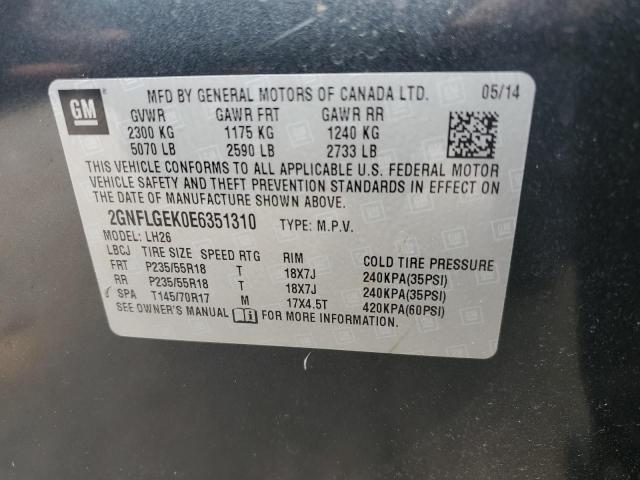 GM
MFD BY GENERAL MOTORS OF CANADA LTD. 05/14
GVWR GAWR FRT GAWR RR
2300 KG 1175 KG 1240 KG
5070 LB 2590 LB 2733 LB
THIS VEHICLE CONFORMS TO ALL APPLICABLE U.S. FEDERAL MOTOR
VEHICLE SAFETY AND THEFT PREVENTION STANDARDS IN EFFECT ON
THE DATE OF MANUFACTURE SHOWN ABOVE.
2GNFLGEK0E6351310 TYPE: M.P.V.
MODEL: LH26
LBCJ TIRE SIZE SPEED RTG RIM COLD TIRE PRESSURE
FRT P235/55R18 T 18X7J 240KPA(35PSI)
RR P235/55R18 T 18X7J 240KPA(35PSI)
SPA T145/70R17 M 17X4.5T 420KPA(60PSI)
SEE OWNER'S MANUAL FOR MORE INFORMATION.